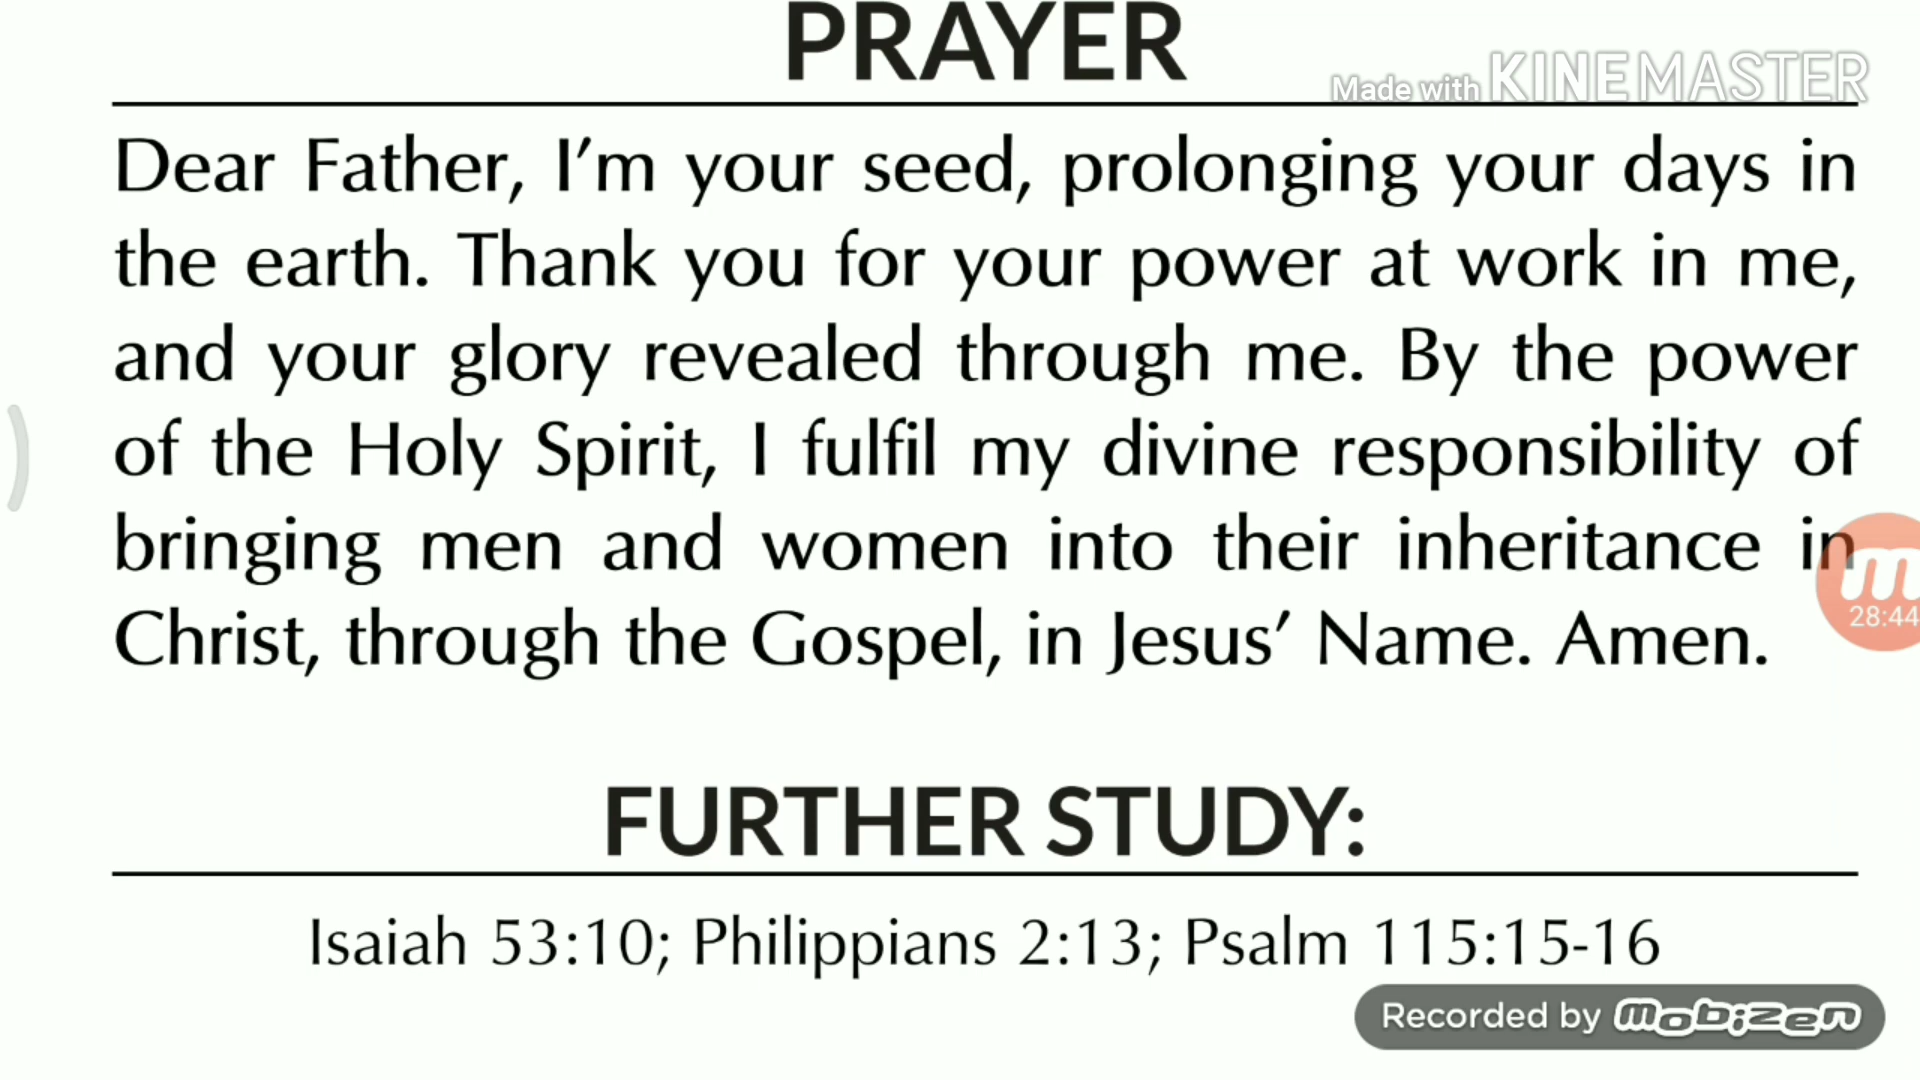 PRAYER
Made with KINEMASTER
Dear Father, I’m your seed, prolonging your days in
the earth. Thank you for your power at work in me,
and your glory revealed through me. By the power
of the Holy Spirit, I fulfil my divine responsibility of
bringing men and women into their inheritance in
Christ, through the Gospel, in Jesus’ Name. Amen.
28:44
FURTHER STUDY:
Isaiah 53:10; Philippians 2:13; Psalm 115:15-16
Recorded by mobizen